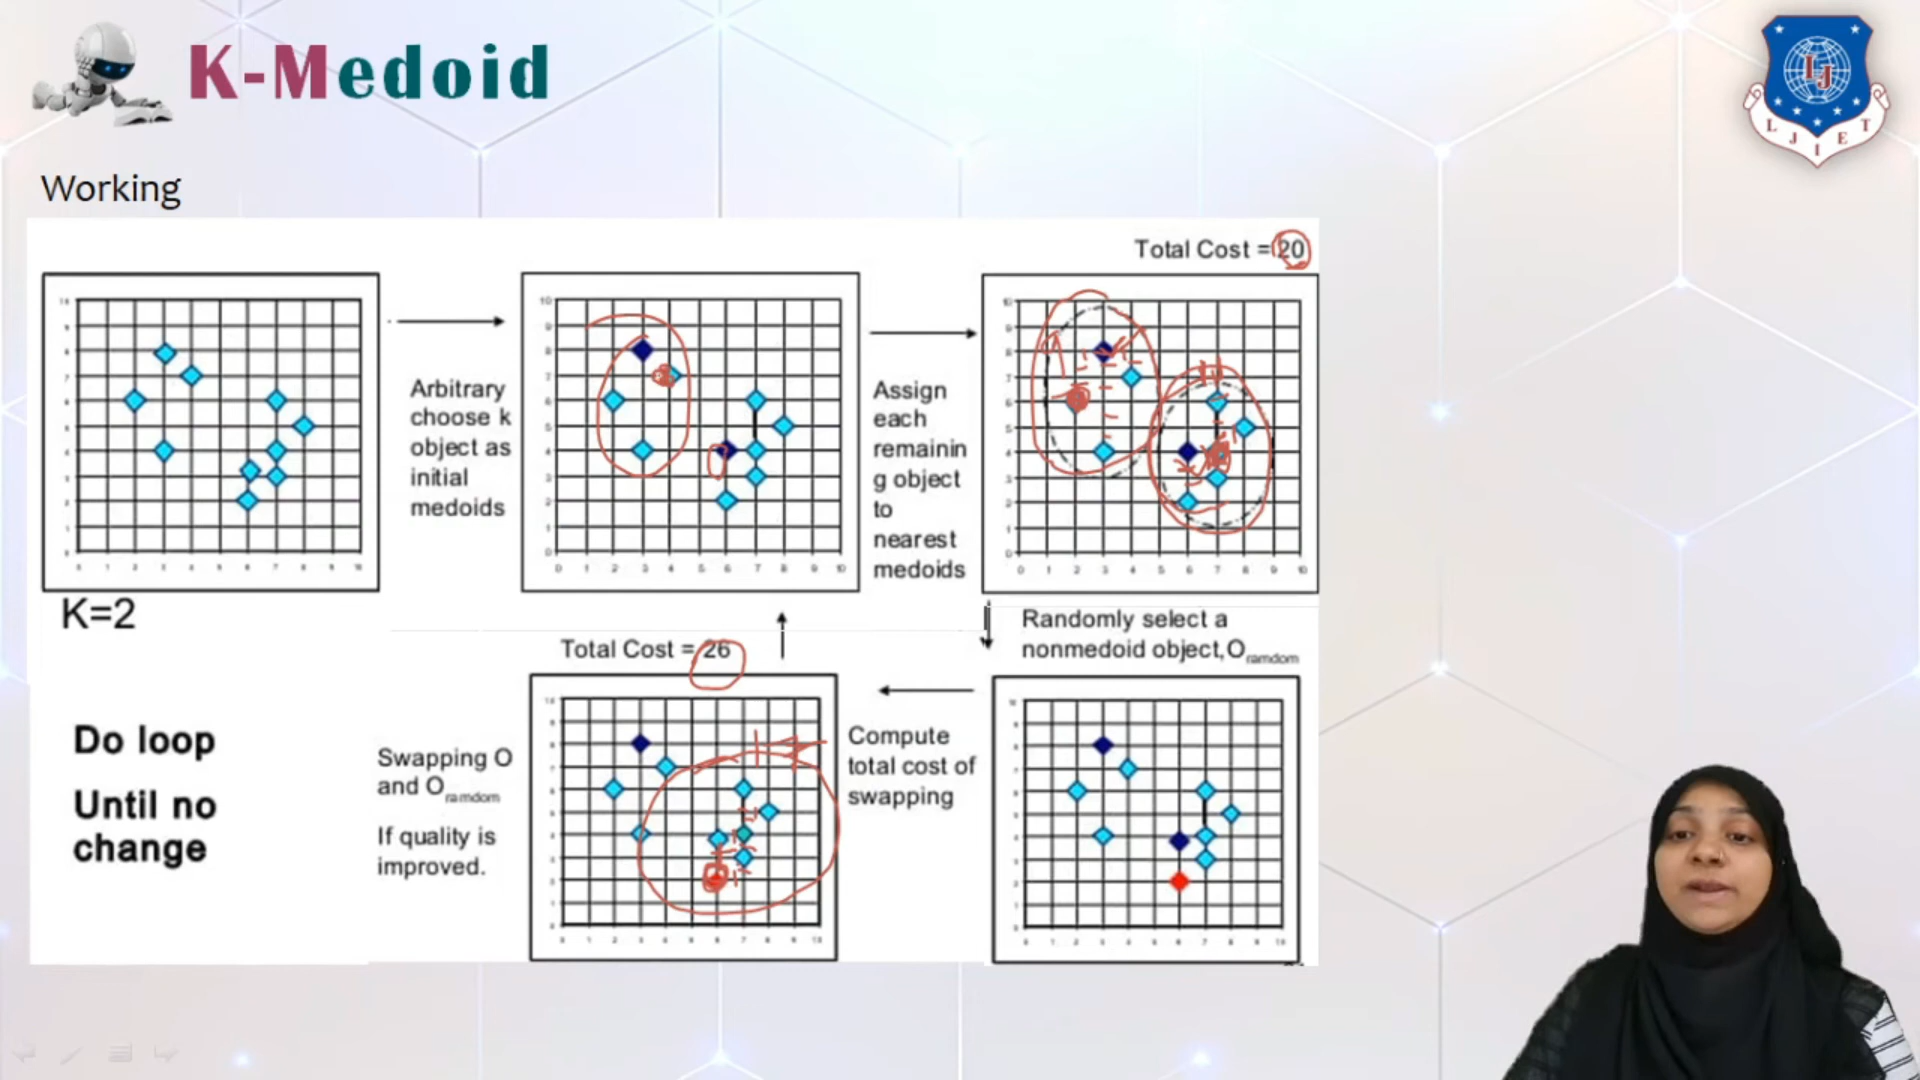 K-Medoid
L J I E T
Working
Total Cost = 20
Arbitrary
choose k
object as
initial
medoids
Assign
each
remainin
g object
to
nearest
medoids
K=2
Total Cost = 26
Randomly select a
nonmedoid object,O ramdom
Do loop
Until no
change
Swapping O
and O ramdom
If quality is
improved.
Compute
total cost of
swapping